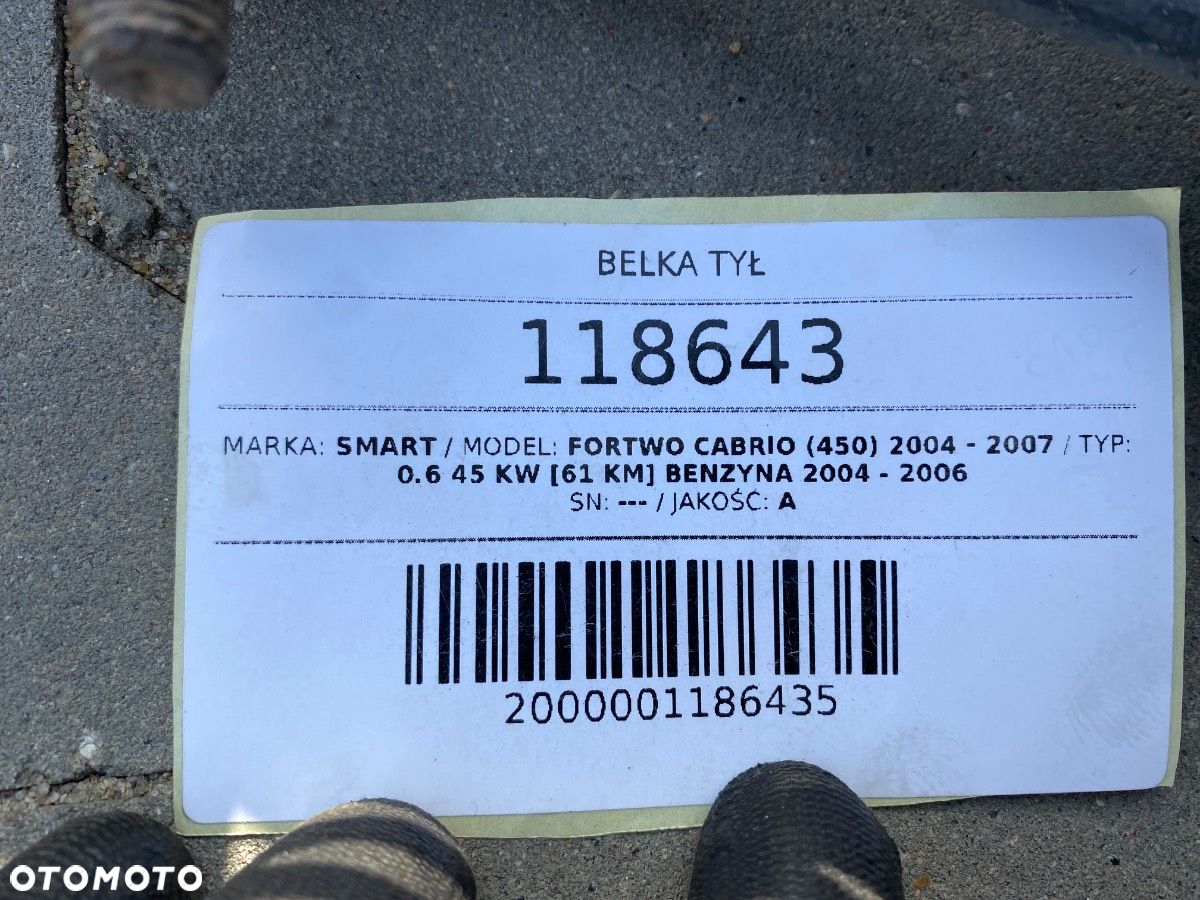 BELKA TYŁ
118643
MARKA: SMART / MODEL: FORTWO CABRIO (450) 2004 - 2007 / TYP:
0.6 45 KW [61 KM] BENZYNA 2004 - 2006
SN: --- / JAKOŚĆ: A
2000001186435
OTOMOTO